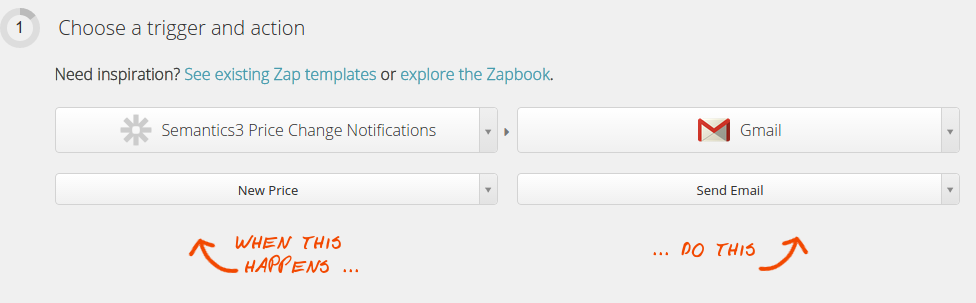 1 Choose a trigger and action
Need inspiration? See existing Zap templates or explore the Zapbook.
Semantics3 Price Change Notifications
Gmail
New Price
Send Email
WHEN THIS
HAPPENS ...
... DO THIS